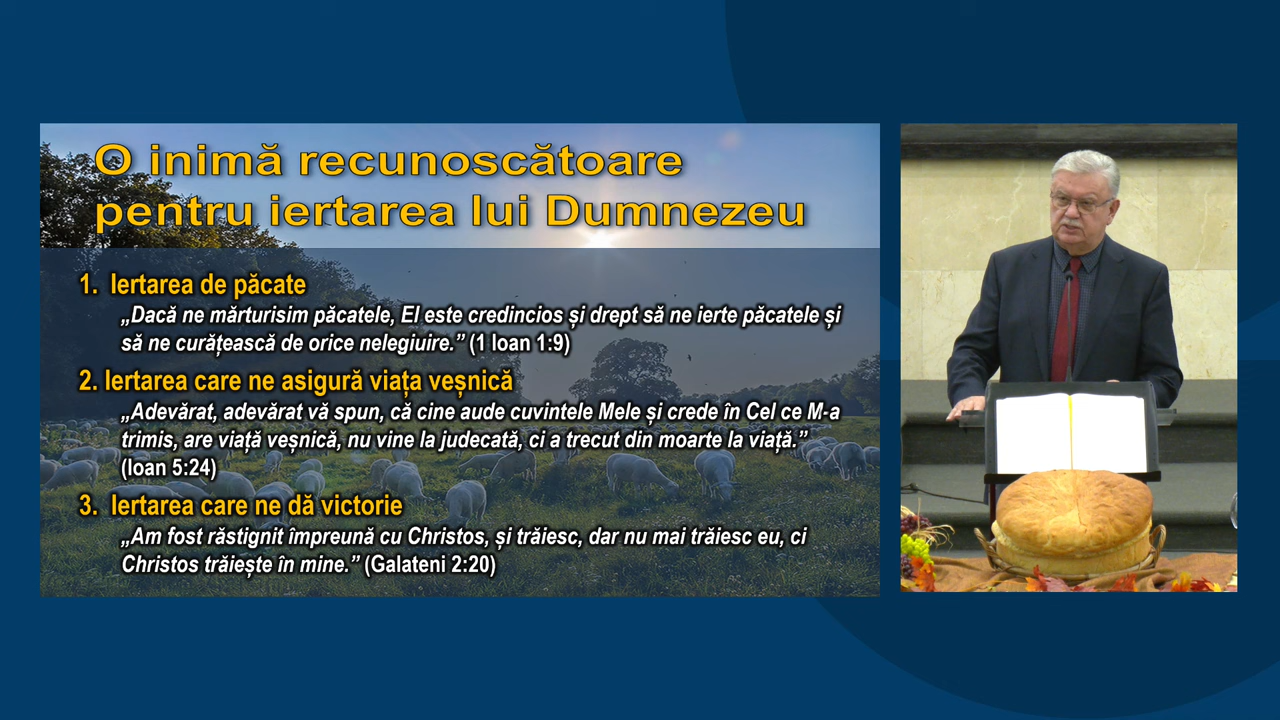 O inimă recunoscătoare
pentru iertarea lui Dumnezeu
1. Iertarea de păcate
„Dacă ne mărturisim păcatele, El este credincios și drept să ne ierte păcatele și
să ne curățească de orice nelegiuire.” (1 Ioan 1:9)
2. Iertarea care ne asigură viața veșnică
„Adevărat, adevărat vă spun, că cine aude cuvintele Mele și crede în Cel ce M-a
trimis, are viață veșnică, nu vine la judecată, ci a trecut din moarte la viață.”
(Ioan 5:24)
3. Iertarea care ne dă victorie
„Am fost răstignit împreună cu Christos, și trăiesc, dar nu mai trăiesc eu, ci
Christos trăiește în mine.” (Galateni 2:20)